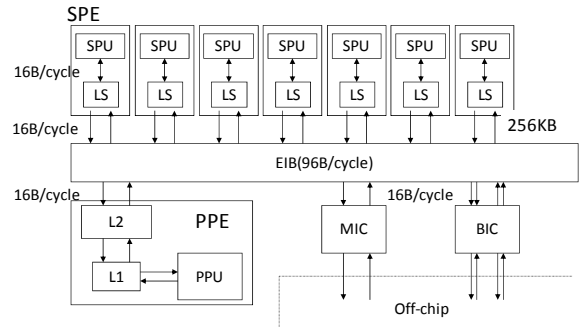 SPE
SPU SPU SPU SPU SPU SPU SPU
16B/cycle
LS LS LS LS LS LS LS
16B/cycle
256KB
EIB(96B/cycle)
16B/cycle
16B/cycle
L2
PPE
MIC
BIC
L1
PPU
Off-chip